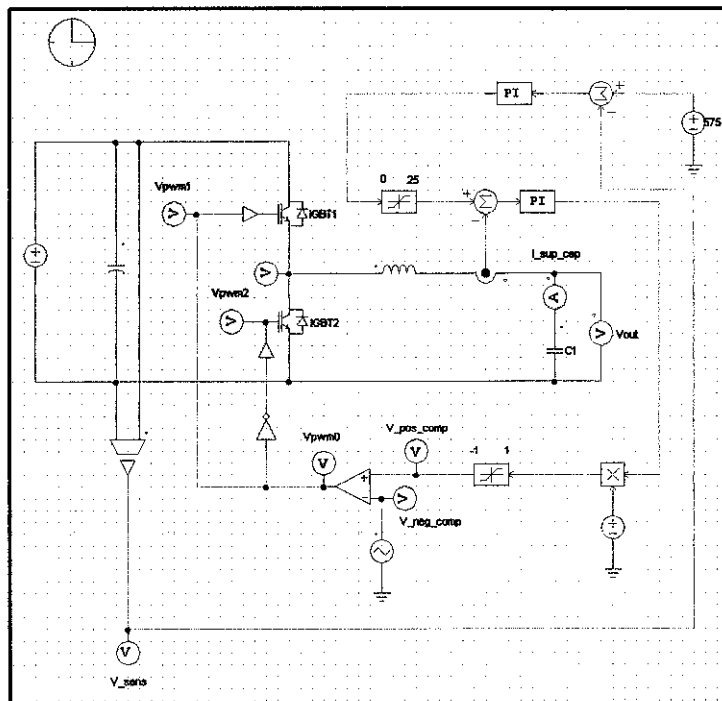 PI
575
0 25
Vpwm1
V
IGBT1
PI
I_sup_cap
V
Vpwm2
V
IGBT2
A
V
Vout
C1
Vpwm0
V
V_pos_comp
V
-1 1
V
V_neg_comp
V
V_sens